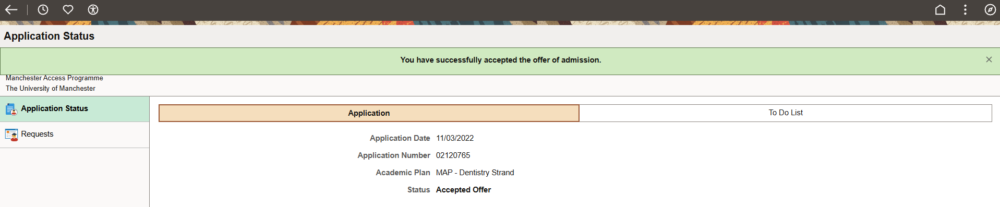 Application Status
You have successfully accepted the offer of admission.
Manchester Access Programme
The University of Manchester
Application Status
Requests
Application
To Do List
Application Date 11/03/2022
Application Number 02120765
Academic Plan MAP - Dentistry Strand
Status Accepted Offer